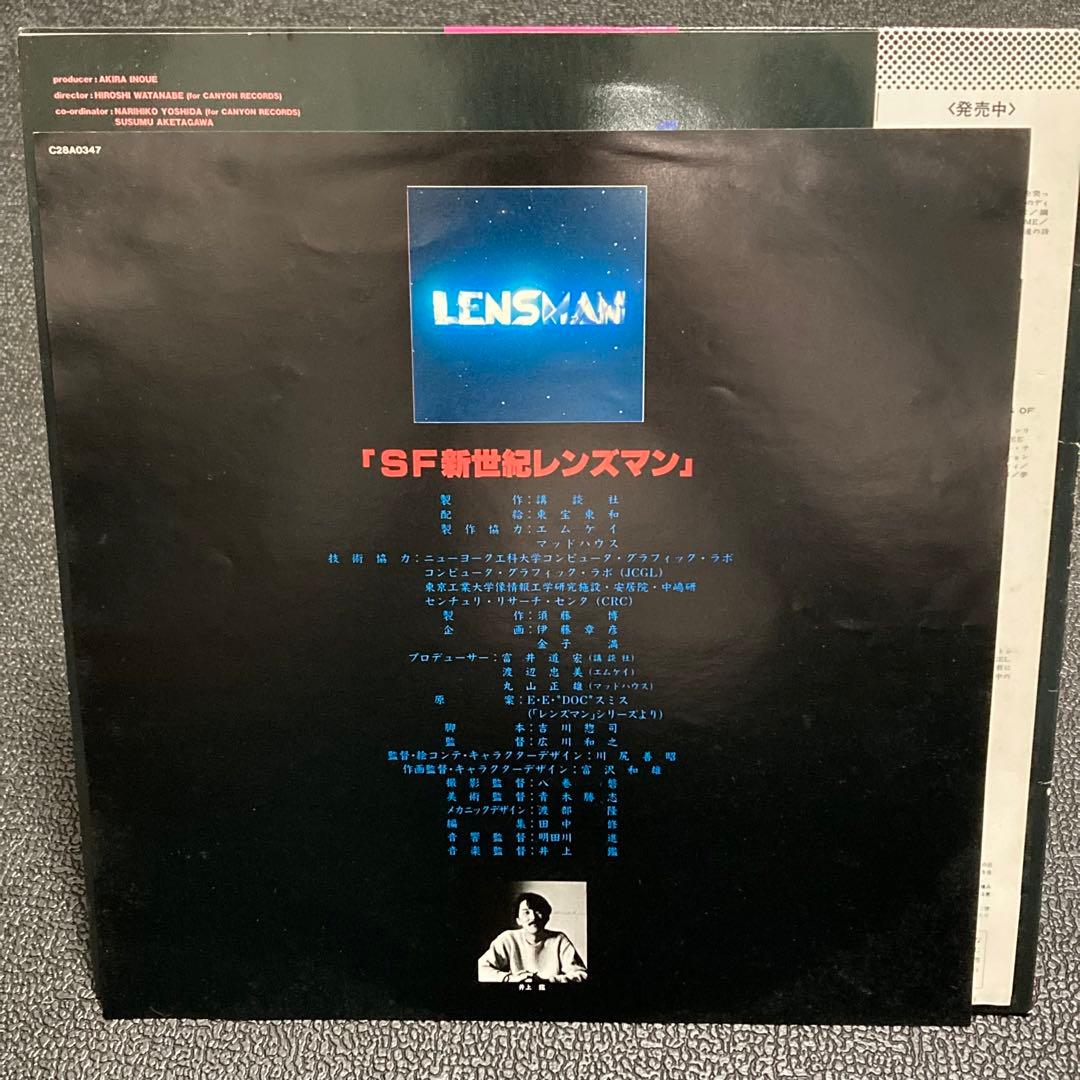 producer : AKIRA INOUE
director : HIROSHI WATANABE (for CANYON RECORDS)
co-ordinator : NARIHIKO YOSHIDA (for CANYON RECORDS)
SUSUMU AKETAGAWA
〈発売中〉
C28A0347
LENSMAN
「SF新世紀レンズマン」
製作:講談社
配給:東宝東和
製作協力:エムケイ
マッドハウス
技術協力:ニューヨーク工科大学コンピュータ・グラフィック・ラボ
コンピュータ・グラフィック・ラボ(JCGL)
東京工業大学像情報工学研究施設・安居院・中嶋研
センチュリ・リサーチ・センタ(CRC)
製作:須藤博
企画:伊藤章彦
金子満
プロデューサー:富井道宏(講談社)
渡辺忠美(エムケイ)
丸山正雄(マッドハウス)
原案:E・E・"DOC"スミス
(「レンズマン」シリーズより)
脚本:吉川惣司
監督:広川和之
監督・絵コンテ・キャラクターデザイン:川尻善昭
作画監督・キャラクターデザイン:富沢和雄
撮影監督:八巻磐
美術監督:青木勝志
メカニックデザイン:渡部隆
編集:田中修
音響監督:明田川進
音楽監督:井上鑑
井上 鑑